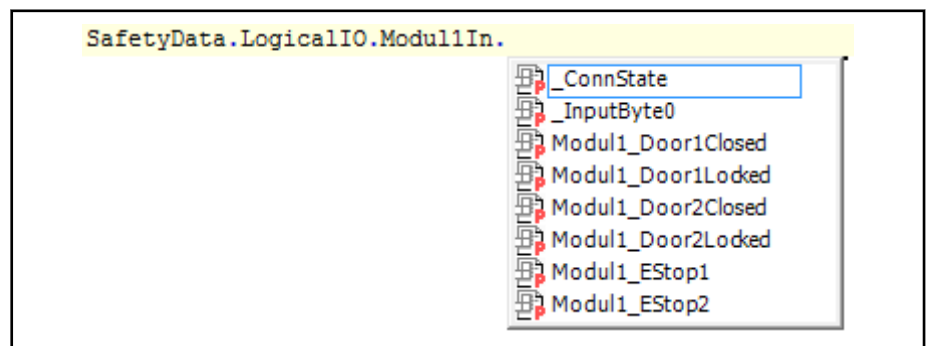 SafetyData.LogicalIO.Modul1In.
_ConnState
_InputByte0
Modul1_Door1Closed
Modul1_Door1Locked
Modul1_Door2Closed
Modul1_Door2Locked
Modul1_EStop1
Modul1_EStop2